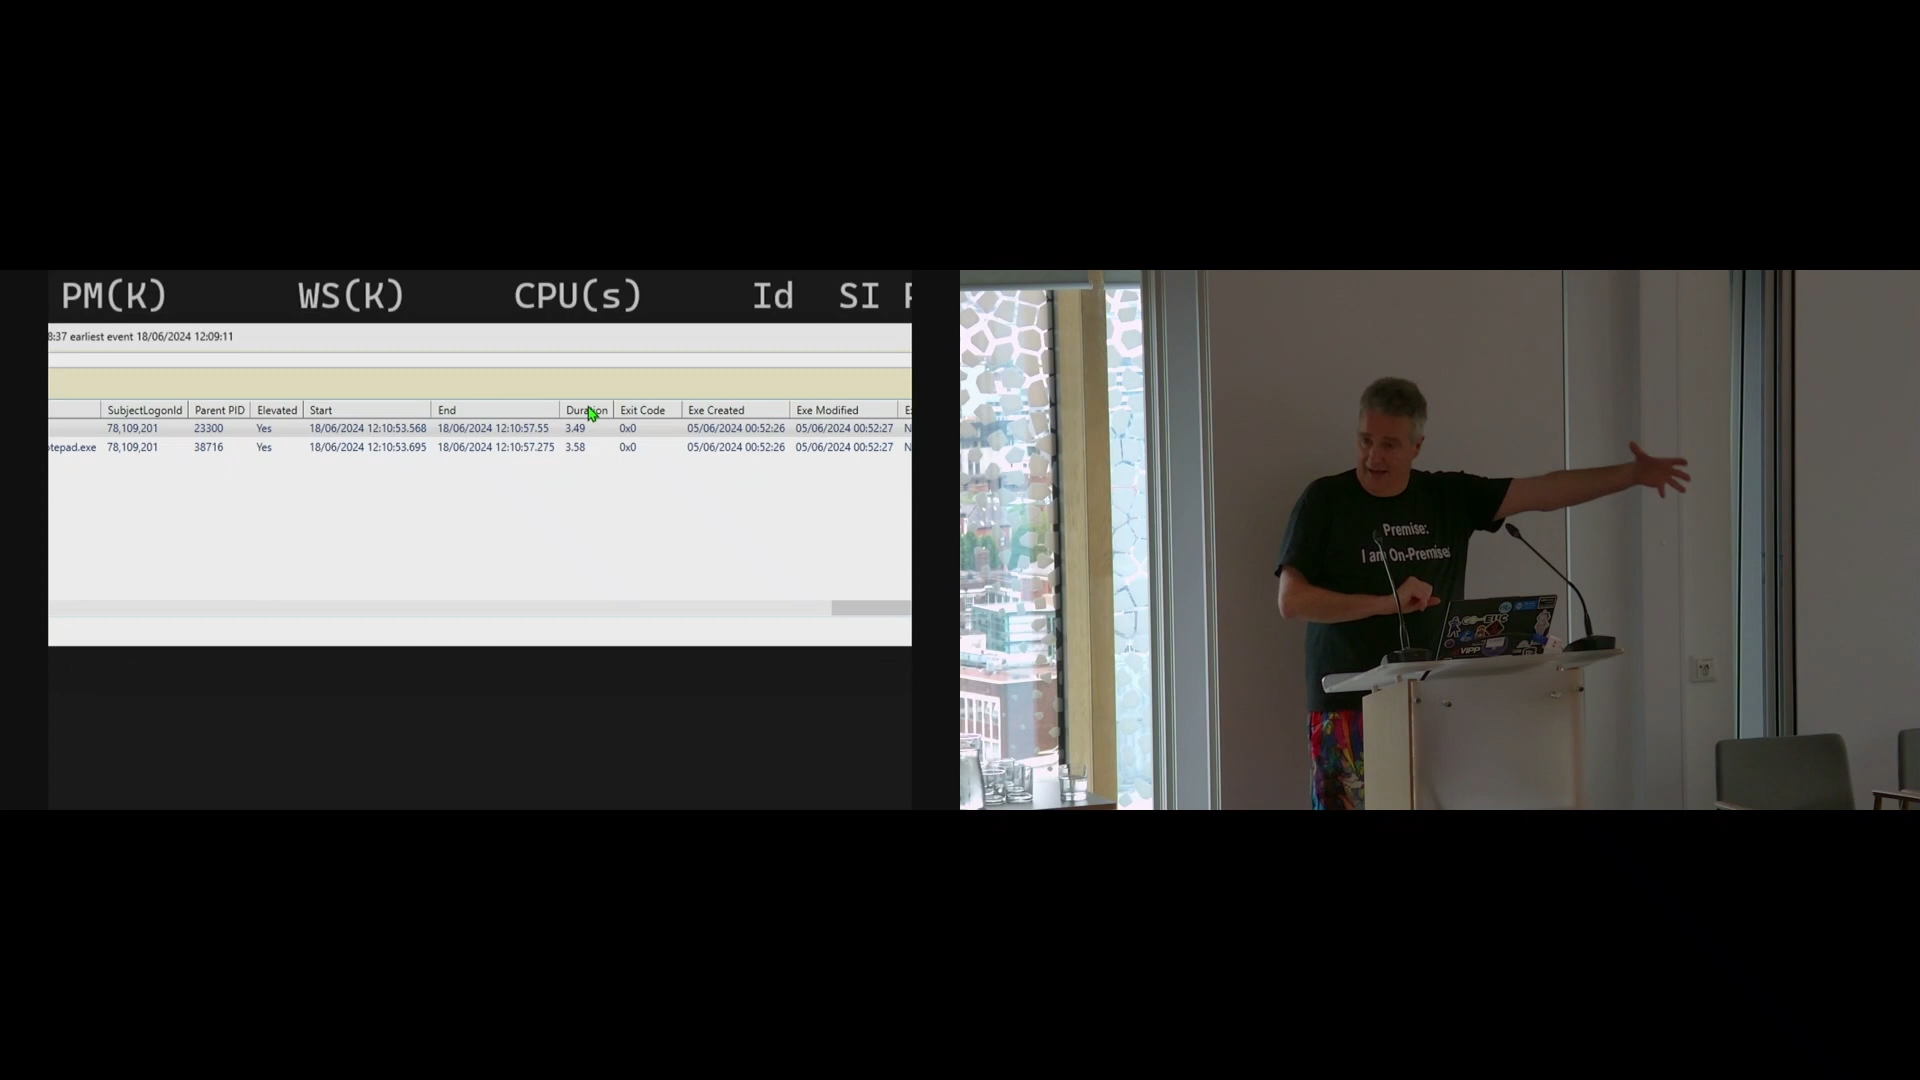 PM(K) WS(K) CPU(s) Id SI
8:37 earliest event 18/06/2024 12:09:11
SubjectLogonId Parent PID Elevated Start End Duration Exit Code Exe Created Exe Modified
78,109,201 23300 Yes 18/06/2024 12:10:53.568 18/06/2024 12:10:57.55 3.49 0x0 05/06/2024 00:52:26 05/06/2024 00:52:27 N
tepad.exe 78,109,201 38716 Yes 18/06/2024 12:10:53.695 18/06/2024 12:10:57.275 3.58 0x0 05/06/2024 00:52:26 05/06/2024 00:52:27 N
Premise:
I am On-Premise
GO-EUC
VIPP